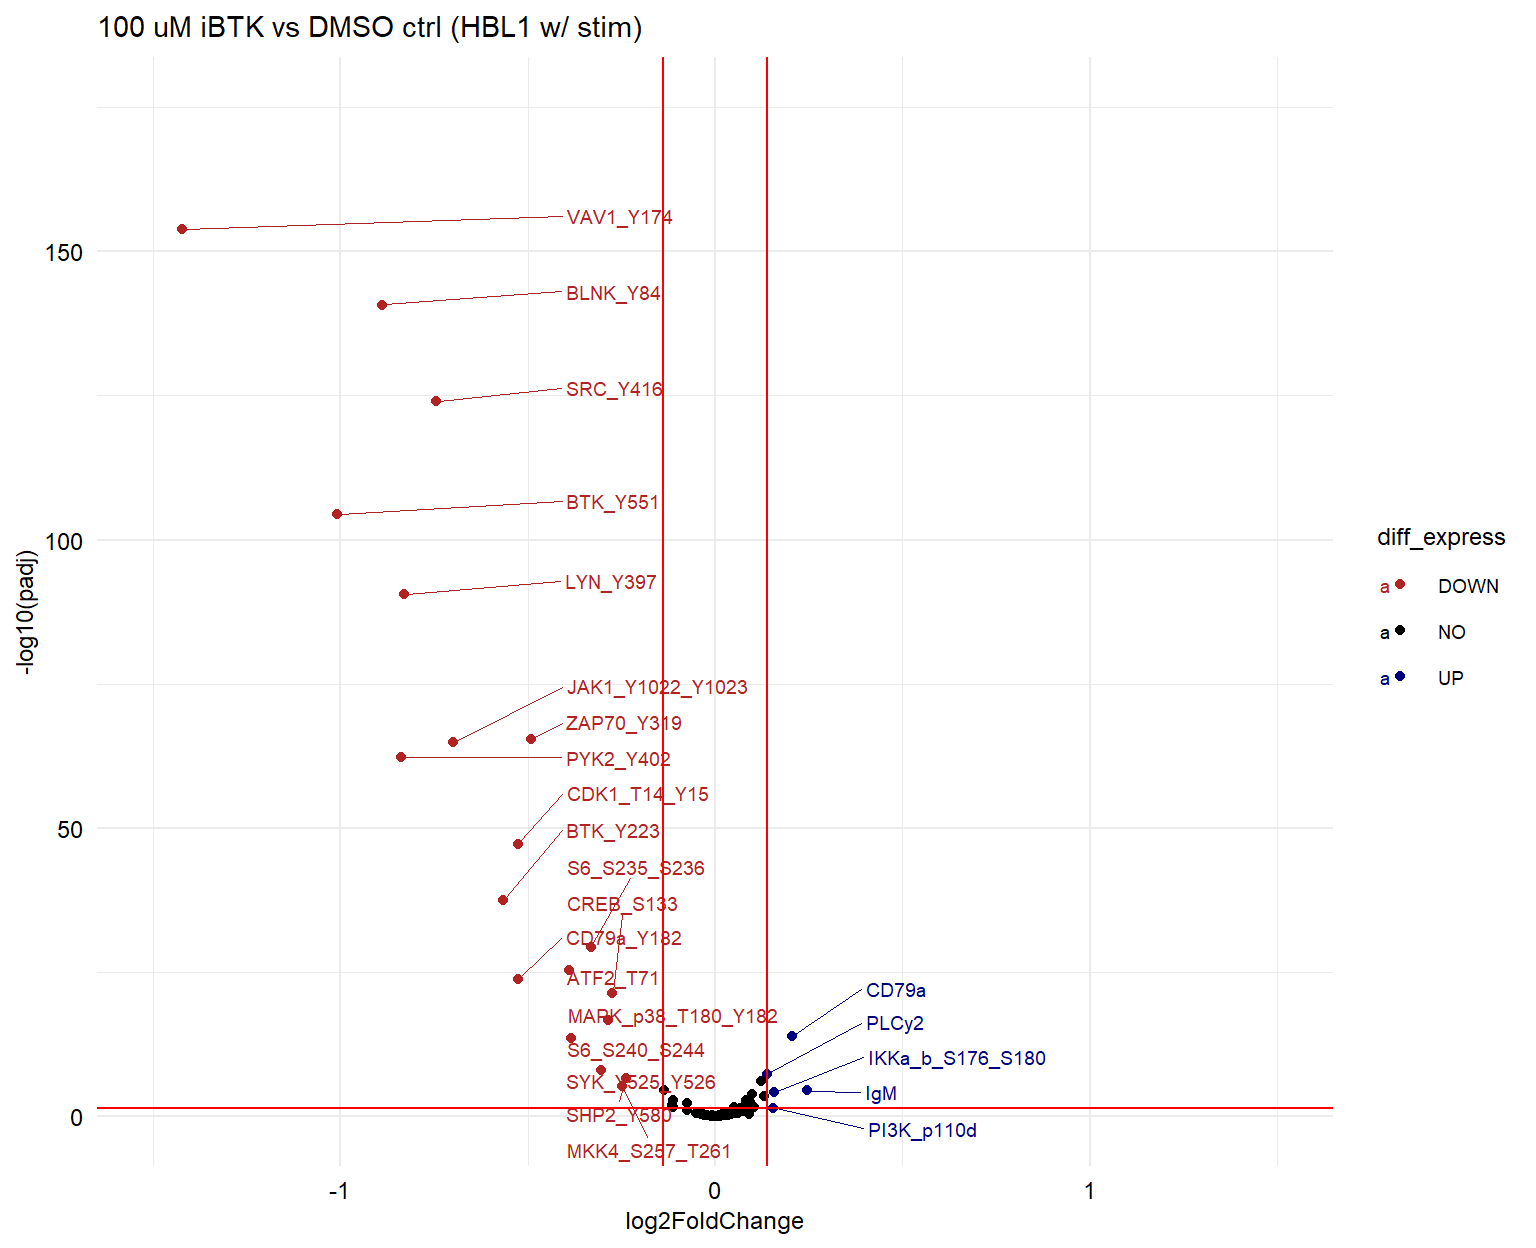 100 uM iBTK vs DMSO ctrl (HBL1 w/ stim)
-log10(padj)
150
100
50
0
VAV1_Y174
BLNK_Y84
SRC_Y416
BTK_Y551
LYN_Y397
JAK1_Y1022_Y1023
ZAP70_Y319
PYK2_Y402
CDK1_T14_Y15
BTK_Y223
S6_S235_S236
CREB_S133
CD79a_Y182
ATF2_T71
MAPK_p38_T180_Y182
S6_S240_S244
SYK_Y525_Y526
SHP2_Y580
MKK4_S257_T261
CD79a
PLCy2
IKKa_b_S176_S180
IgM
PI3K_p110d
-1
0
1
log2FoldChange
diff_express
a DOWN
a NO
a UP